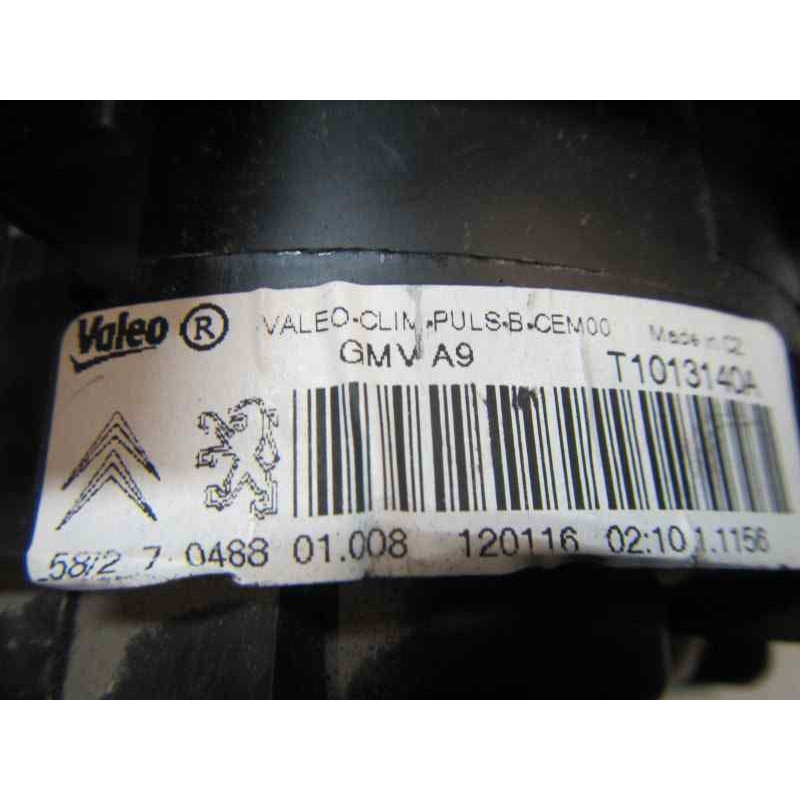 Valeo ® VALEO-CLIM-PULS-B-CEM00 Made in CZ
GMV A9 T1013140A
58/2 7 0488 01.008 120116 02:10 1.1156